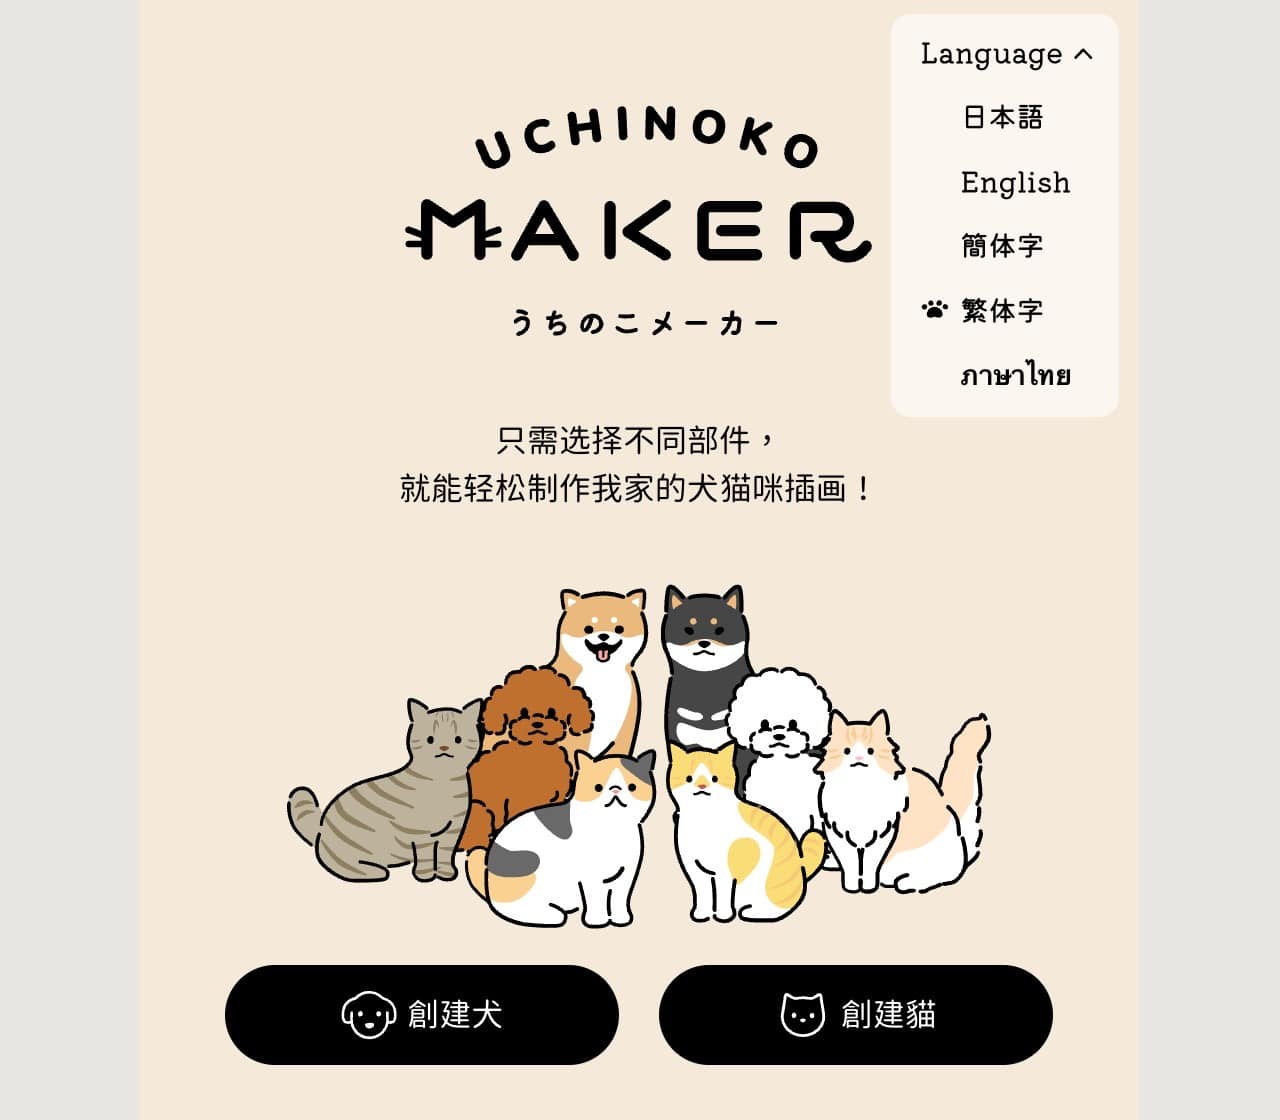 UCHINOKO
MAKER
うちのこメーカー
Language
日本語
English
簡体字
繁体字
ภาษาไทย
只需选择不同部件，
就能轻松制作我家的犬猫咪插画！
創建犬
創建貓